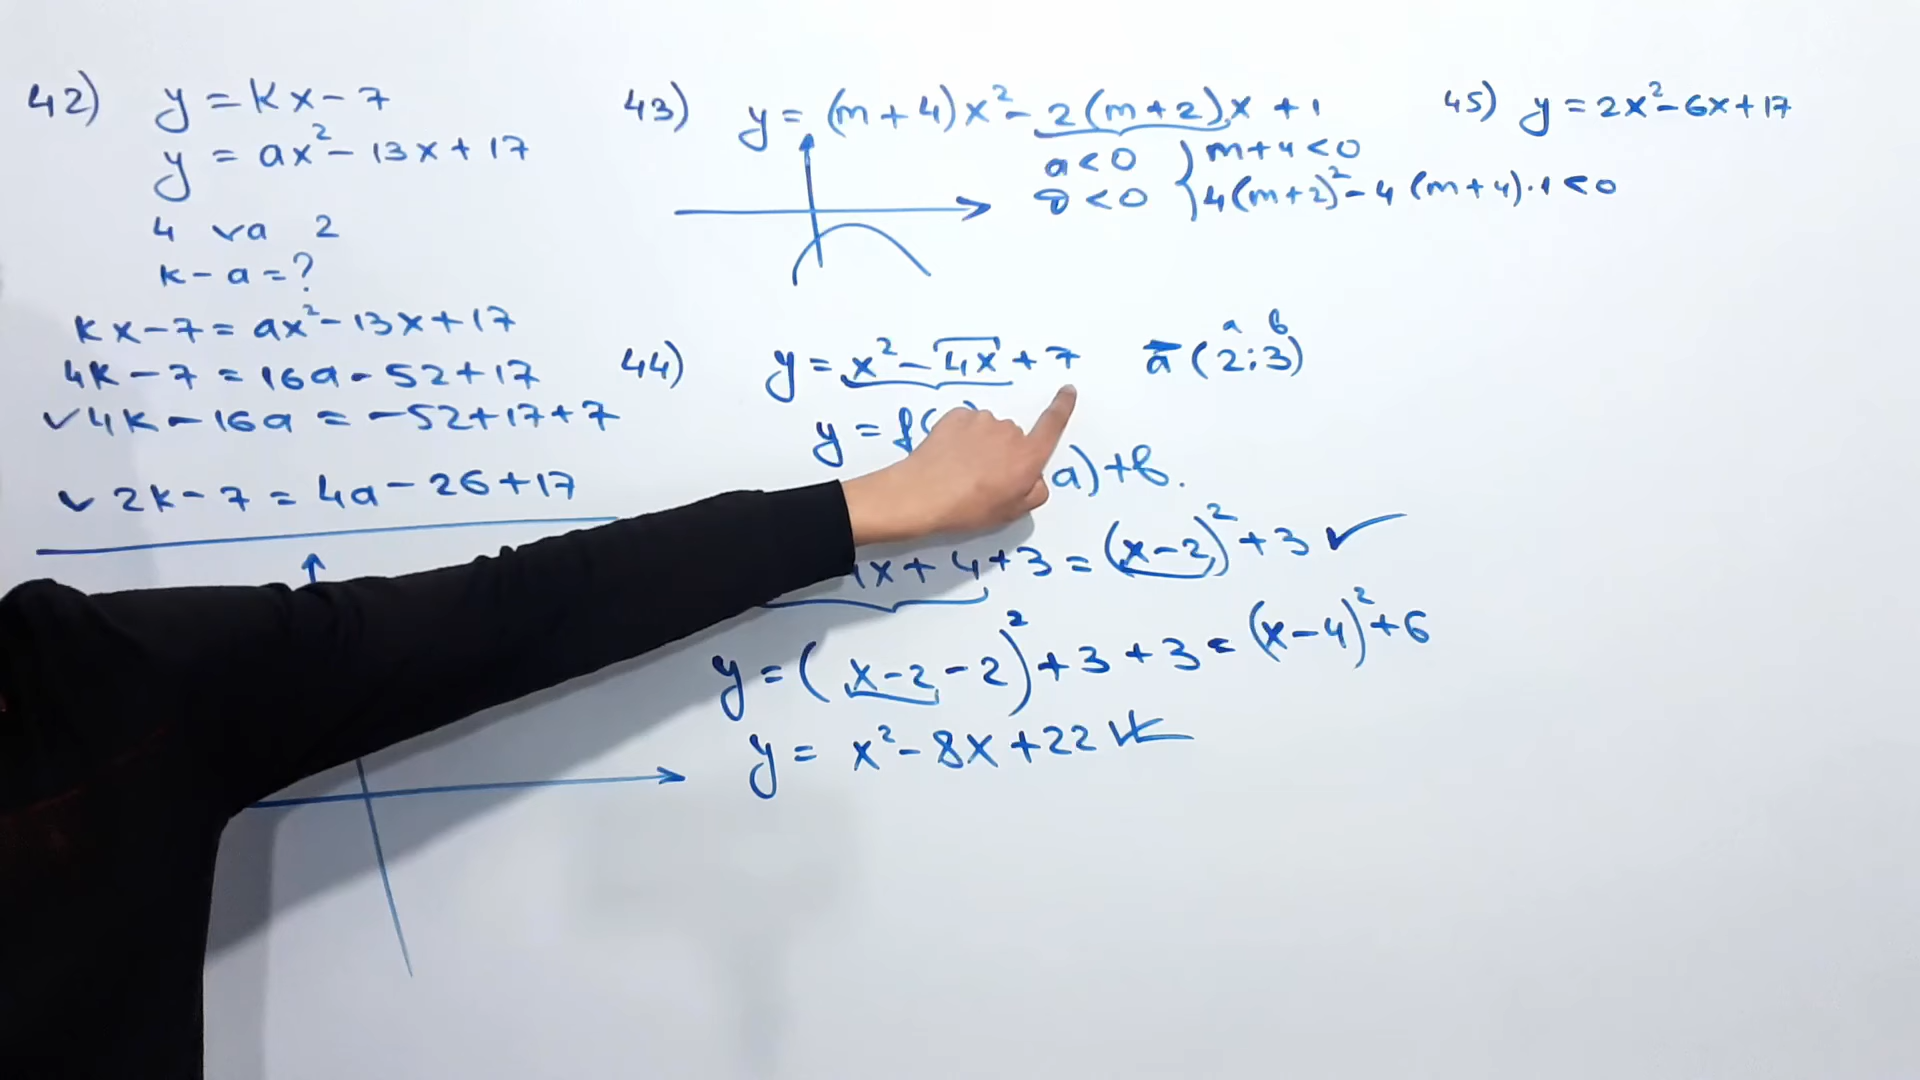 42) y = kx - 7
y = ax² - 13x + 17
4 va 2
k - a = ?
kx - 7 = ax² - 13x + 17
4k - 7 = 16a - 52 + 17
✓4k - 16a = -52 + 17 + 7
✓ 2k - 7 = 4a - 26 + 17
43) y = (m + 4)x² - 2(m + 2)x + 1
a < 0 } m + 4 < 0
D < 0 { 4(m + 2)² - 4(m + 4)·1 < 0
44) y = x² - 4x + 7 a⃗ (2; 3)
a b
y = f(
a) + b.
4x + 4 + 3 = (x - 2)² + 3 ✓
y = (x - 2 - 2)² + 3 + 3 = (x - 4)² + 6
y = x² - 8x + 22
45) y = 2x² - 6x + 17